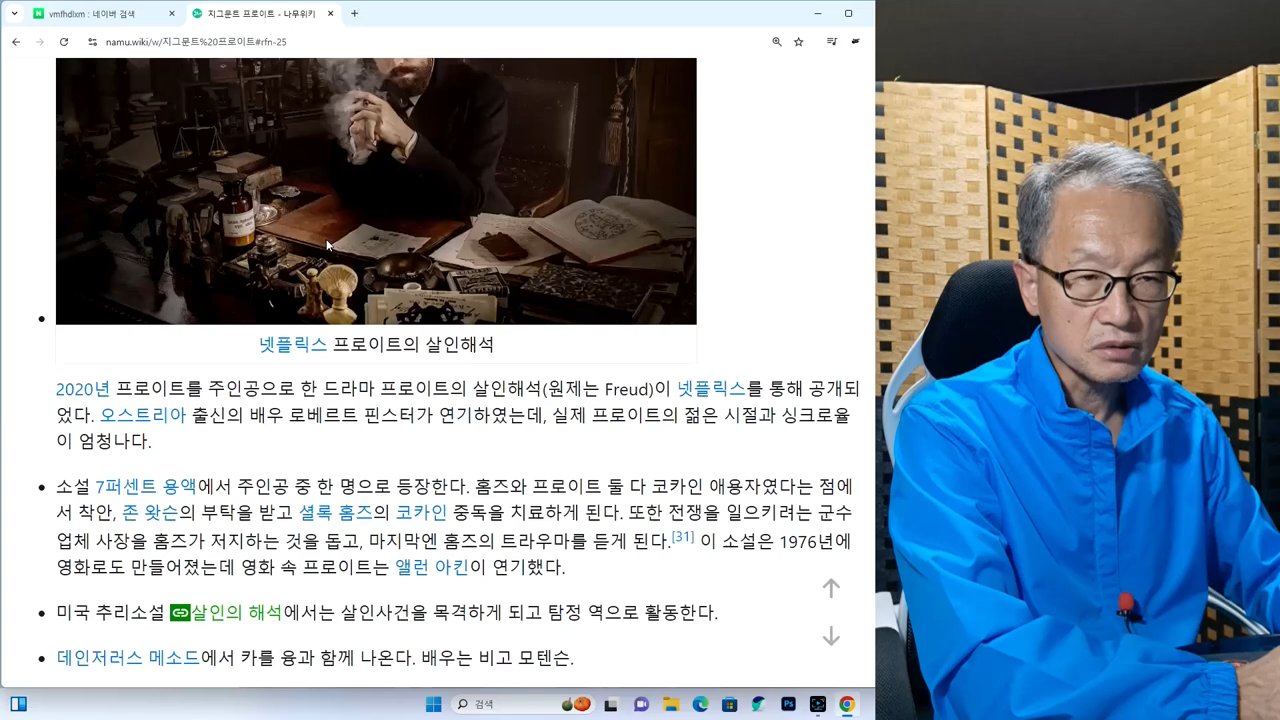 vmfhdlxm : 네이버 검색
지그문트 프로이트 - 나무위키
namu.wiki/w/지그문트%20프로이트#rfn-25
넷플릭스 프로이트의 살인해석
2020년 프로이트를 주인공으로 한 드라마 프로이트의 살인해석(원제는 Freud)이 넷플릭스를 통해 공개되
었다. 오스트리아 출신의 배우 로베르트 핀스터가 연기하였는데, 실제 프로이트의 젊은 시절과 싱크로율
이 엄청나다.
소설 7퍼센트 용액에서 주인공 중 한 명으로 등장한다. 홈즈와 프로이트 둘 다 코카인 애용자였다는 점에
서 착안, 존 왓슨의 부탁을 받고 셜록 홈즈의 코카인 중독을 치료하게 된다. 또한 전쟁을 일으키려는 군수
업체 사장을 홈즈가 저지하는 것을 돕고, 마지막엔 홈즈의 트라우마를 듣게 된다.[31] 이 소설은 1976년에
영화로도 만들어졌는데 영화 속 프로이트는 앨런 아킨이 연기했다.
미국 추리소설 살인의 해석에서는 살인사건을 목격하게 되고 탐정 역으로 활동한다.
데인저러스 메소드에서 카를 융과 함께 나온다. 배우는 비고 모텐슨.
검색
Ps